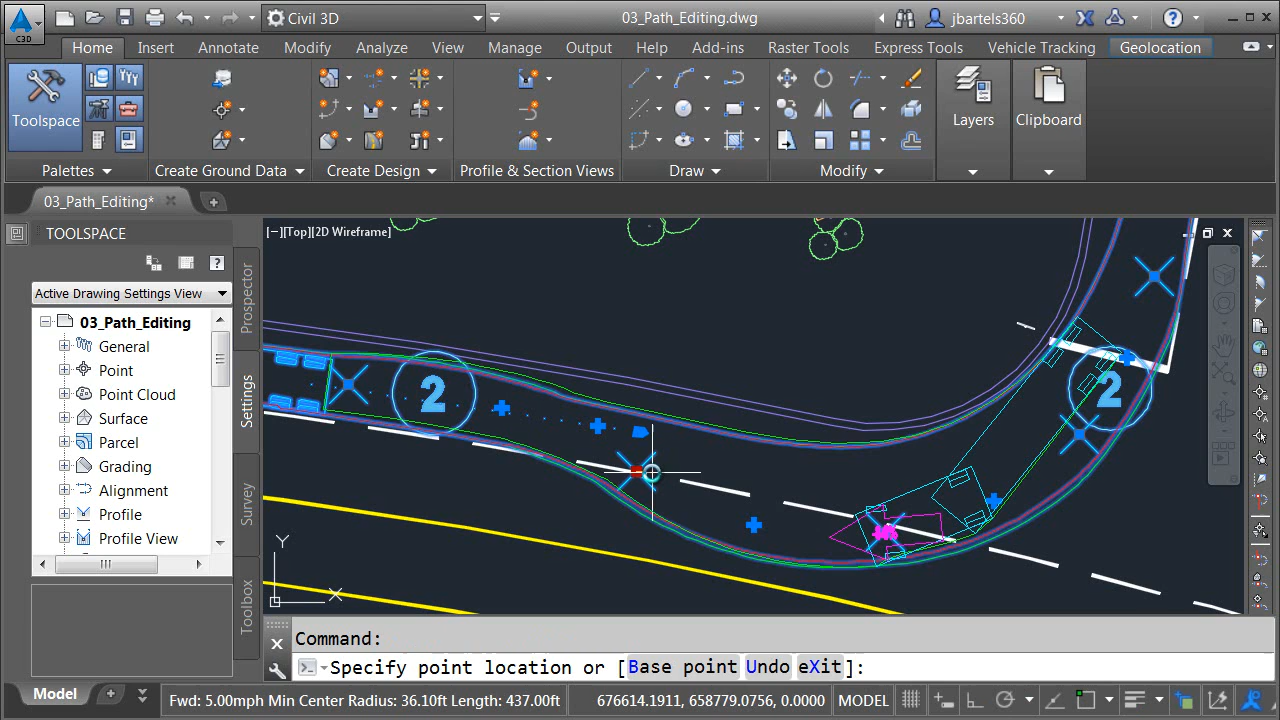 C3D
Civil 3D
03_Path_Editing.dwg
jbartels360
Home Insert Annotate Modify Analyze View Manage Output Help Add-ins Raster Tools Express Tools Vehicle Tracking Geolocation
Toolspace
Layers
Clipboard
Palettes Create Ground Data Create Design Profile & Section Views Draw Modify
03_Path_Editing*
TOOLSPACE
[−][Top][2D Wireframe]
Active Drawing Settings View
03_Path_Editing
General
Point
Point Cloud
Surface
Parcel
Grading
Alignment
Profile
Profile View
Prospector
Settings
Survey
Toolbox
2
2
Y
X
Command:
Specify point location or [Base point Undo eXit]:
Model
Fwd: 5.00mph Min Center Radius: 36.10ft Length: 437.00ft
676614.1911, 658779.0756, 0.0000
MODEL